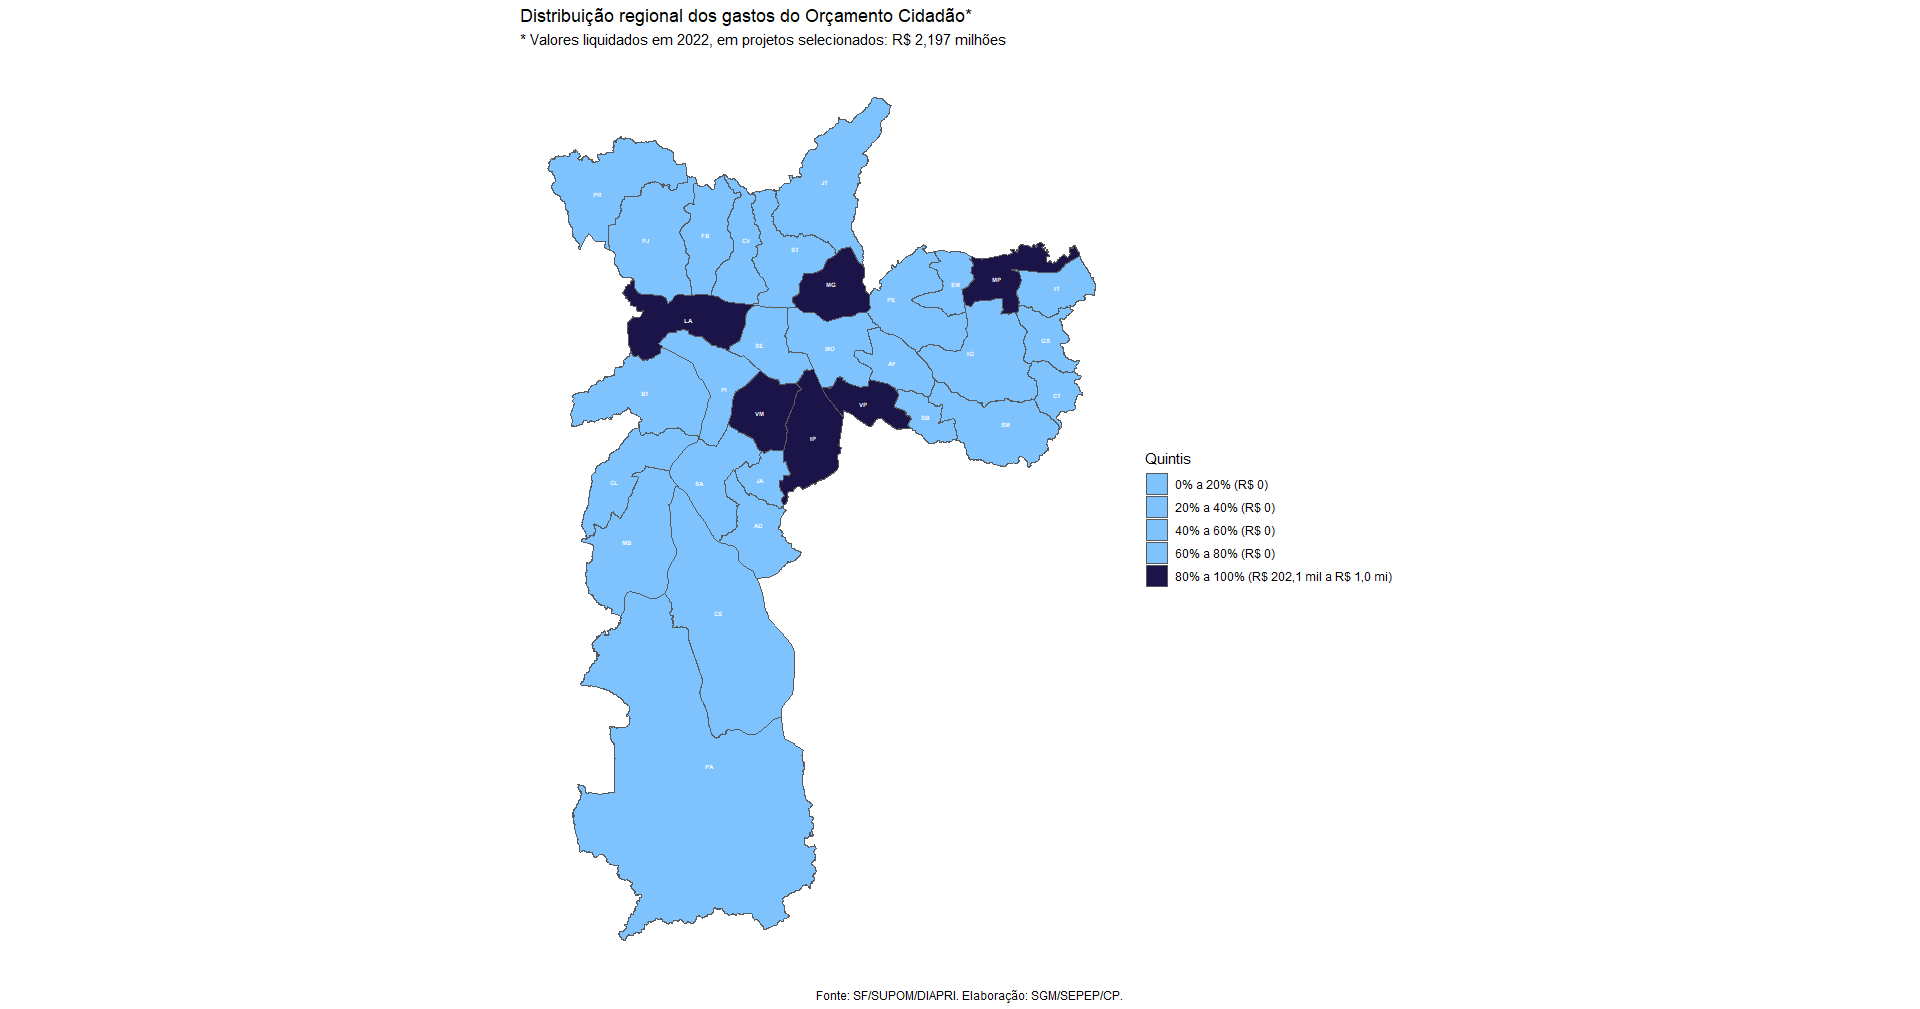 Distribuição regional dos gastos do Orçamento Cidadão*
* Valores liquidados em 2022, em projetos selecionados: R$ 2,197 milhões
JT
PR
PJ
FB
CV
ST
MG
PE
EM
MP
IT
LA
SE
MO
AF
IQ
GS
BT
PI
VM
IP
VP
SB
SM
CT
CL
SA
JA
AD
MB
CS
PA
Quintis
0% a 20% (R$ 0)
20% a 40% (R$ 0)
40% a 60% (R$ 0)
60% a 80% (R$ 0)
80% a 100% (R$ 202,1 mil a R$ 1,0 mi)
Fonte: SF/SUPOM/DIAPRI. Elaboração: SGM/SEPEP/CP.